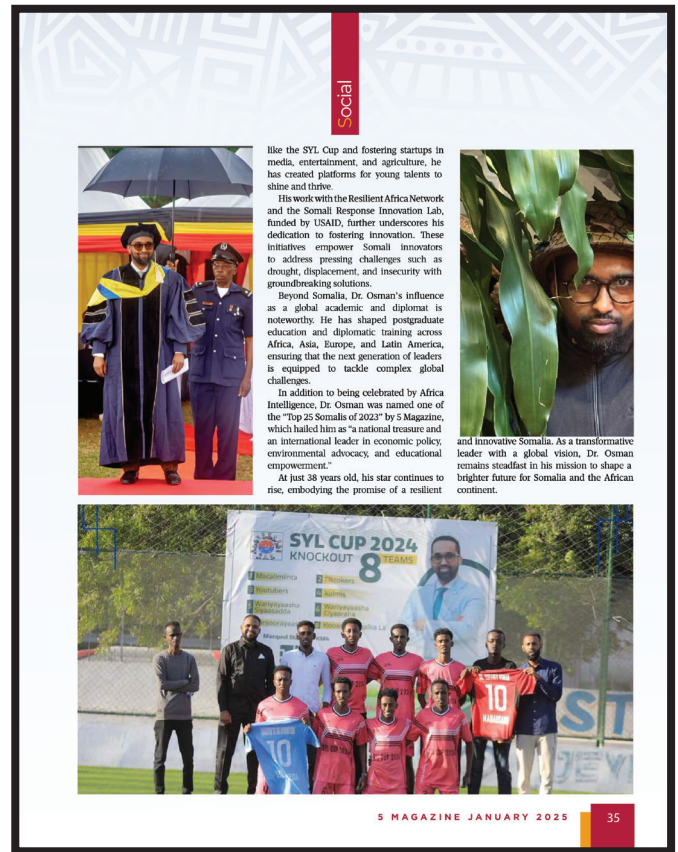 Social
like the SYL Cup and fostering startups in
media, entertainment, and agriculture, he
has created platforms for young talents to
shine and thrive.
His work with the Resilient Africa Network
and the Somali Response Innovation Lab,
funded by USAID, further underscores his
dedication to fostering innovation. These
initiatives empower Somali innovators
to address pressing challenges such as
drought, displacement, and insecurity with
groundbreaking solutions.
Beyond Somalia, Dr. Osman's influence
as a global academic and diplomat is
noteworthy. He has shaped postgraduate
education and diplomatic training across
Africa, Asia, Europe, and Latin America,
ensuring that the next generation of leaders
is equipped to tackle complex global
challenges.
In addition to being celebrated by Africa
Intelligence, Dr. Osman was named one of
the “Top 25 Somalis of 2023” by 5 Magazine,
which hailed him as “a national treasure and
an international leader in economic policy,
environmental advocacy, and educational
empowerment.”
At just 38 years old, his star continues to
rise, embodying the promise of a resilient
and innovative Somalia. As a transformative
leader with a global vision, Dr. Osman
remains steadfast in his mission to shape a
brighter future for Somalia and the African
continent.
SYL CUP 2024
KNOCKOUT 8 TEAMS
1 Macalimiinta
2 Tiktokers
3 Youtubers
Wariyayaasha
Siyaasadda
Wariyayaasha
10
10
ST
JEY
5 MAGAZINE JANUARY 2025
35